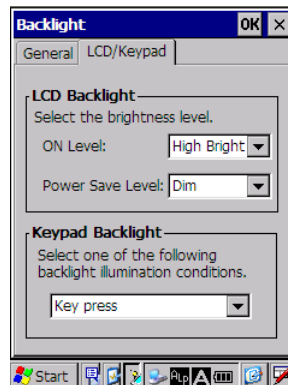 Backlight OK ×
General LCD/Keypad
LCD Backlight
Select the brightness level.
ON Level: High Bright
Power Save Level: Dim
Keypad Backlight
Select one of the following
backlight illumination conditions.
Key press
Start ALP A